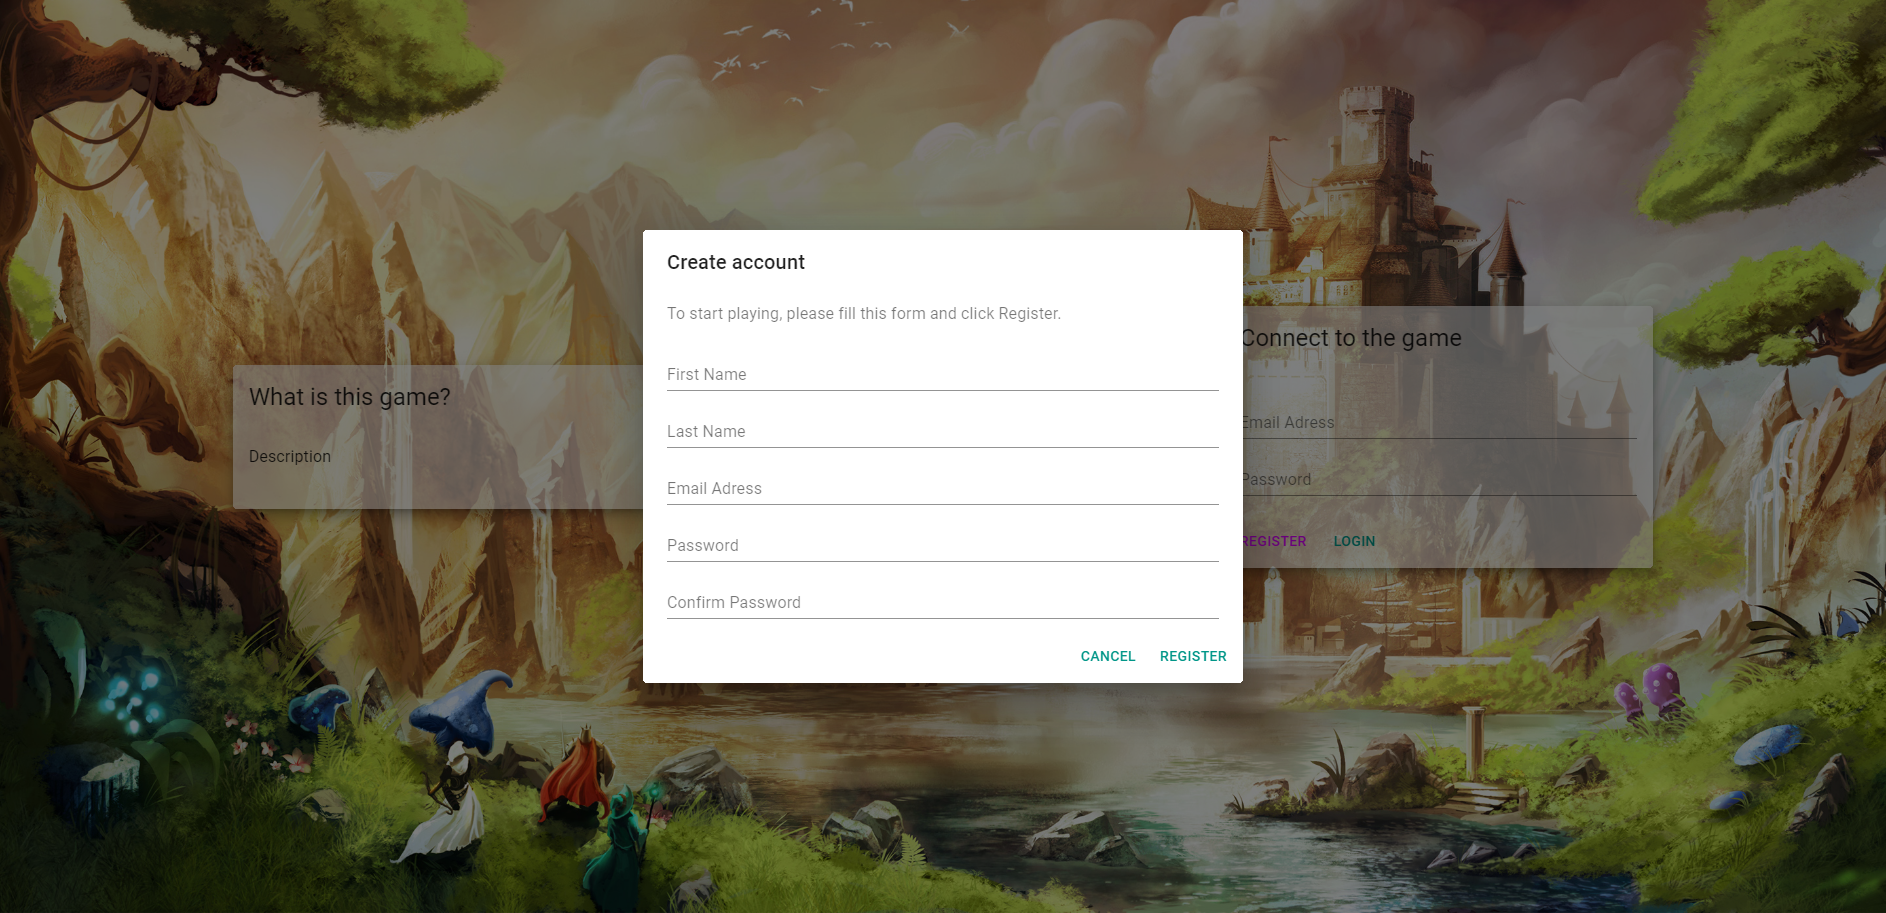 Create account
To start playing, please fill this form and click Register.
First Name
Last Name
Email Adress
Password
Confirm Password
CANCEL
REGISTER
What is this game?
Description
Connect to the game
Email Adress
Password
REGISTER
LOGIN